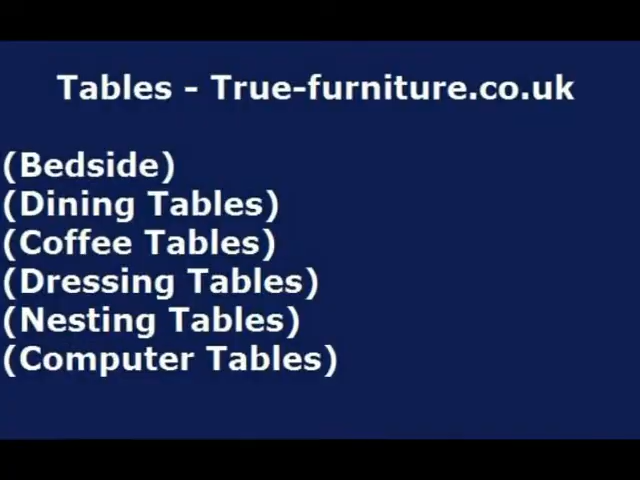 Tables - True-furniture.co.uk
(Bedside)
(Dining Tables)
(Coffee Tables)
(Dressing Tables)
(Nesting Tables)
(Computer Tables)